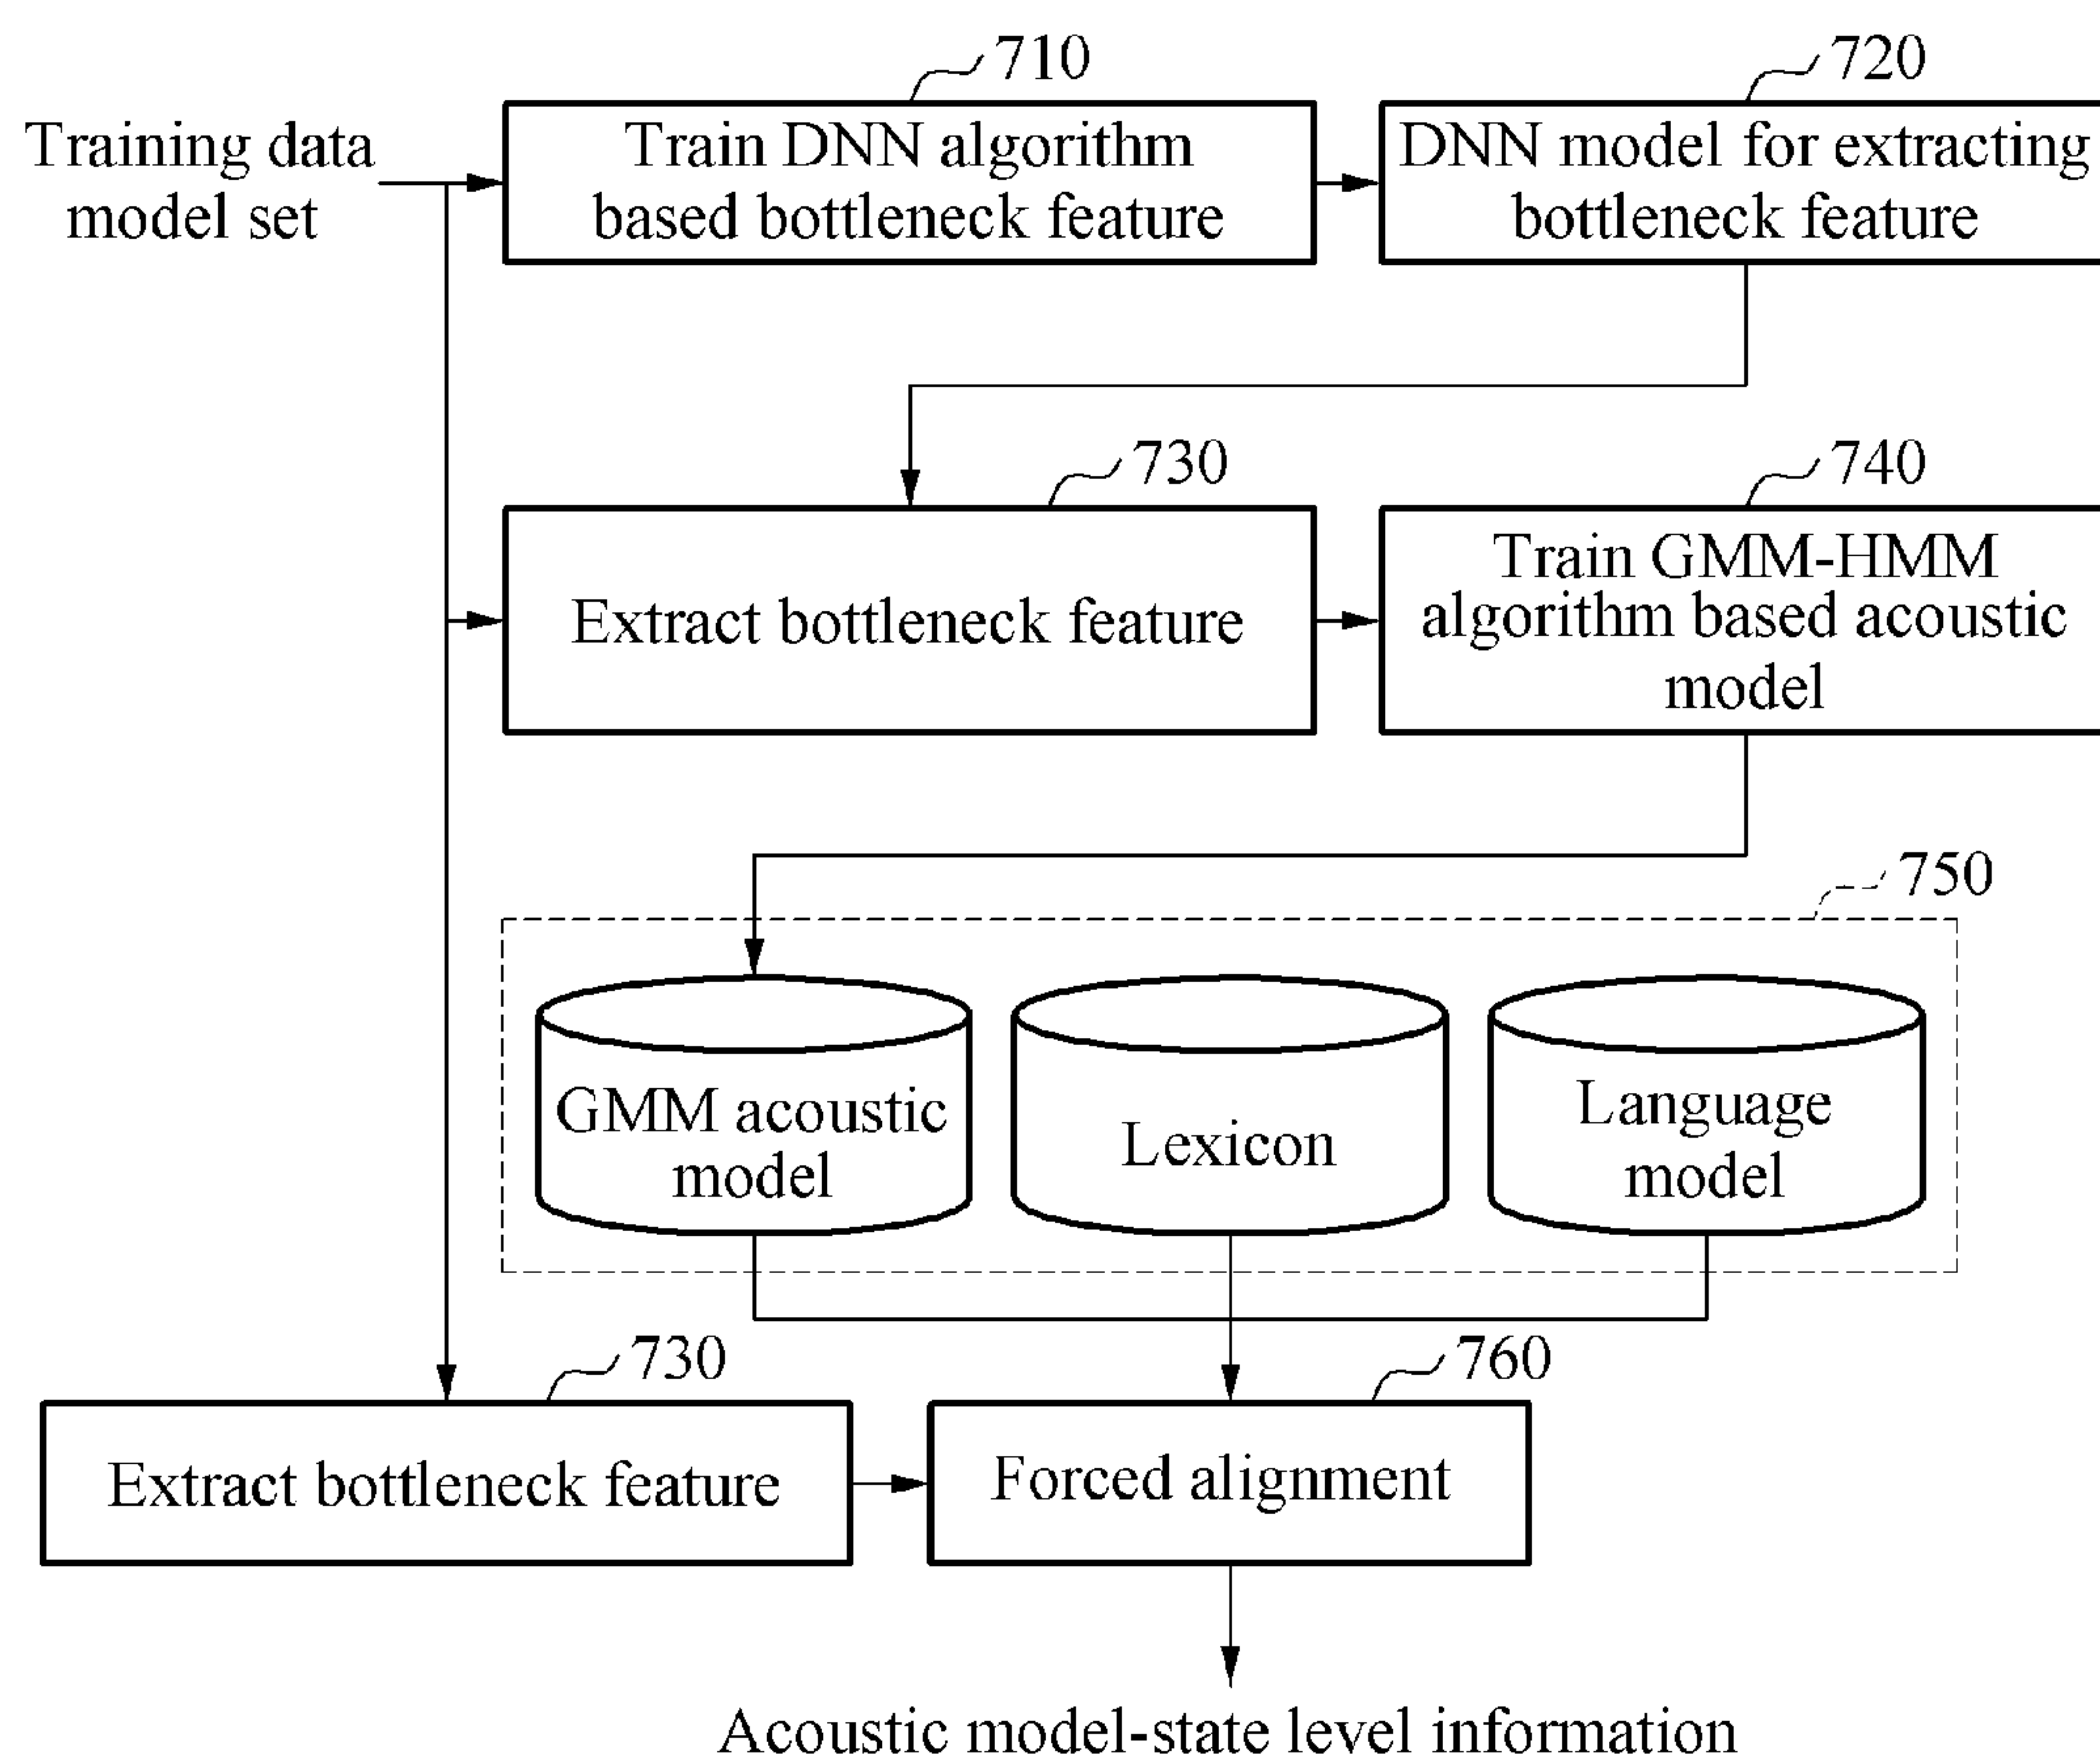 710
720
Training data
model set
Train DNN algorithm
based bottleneck feature
DNN model for extracting
bottleneck feature
730
740
Extract bottleneck feature
Train GMM-HMM
algorithm based acoustic
model
750
GMM acoustic
model
Lexicon
Language
model
730
760
Extract bottleneck feature
Forced alignment
Acoustic model-state level information